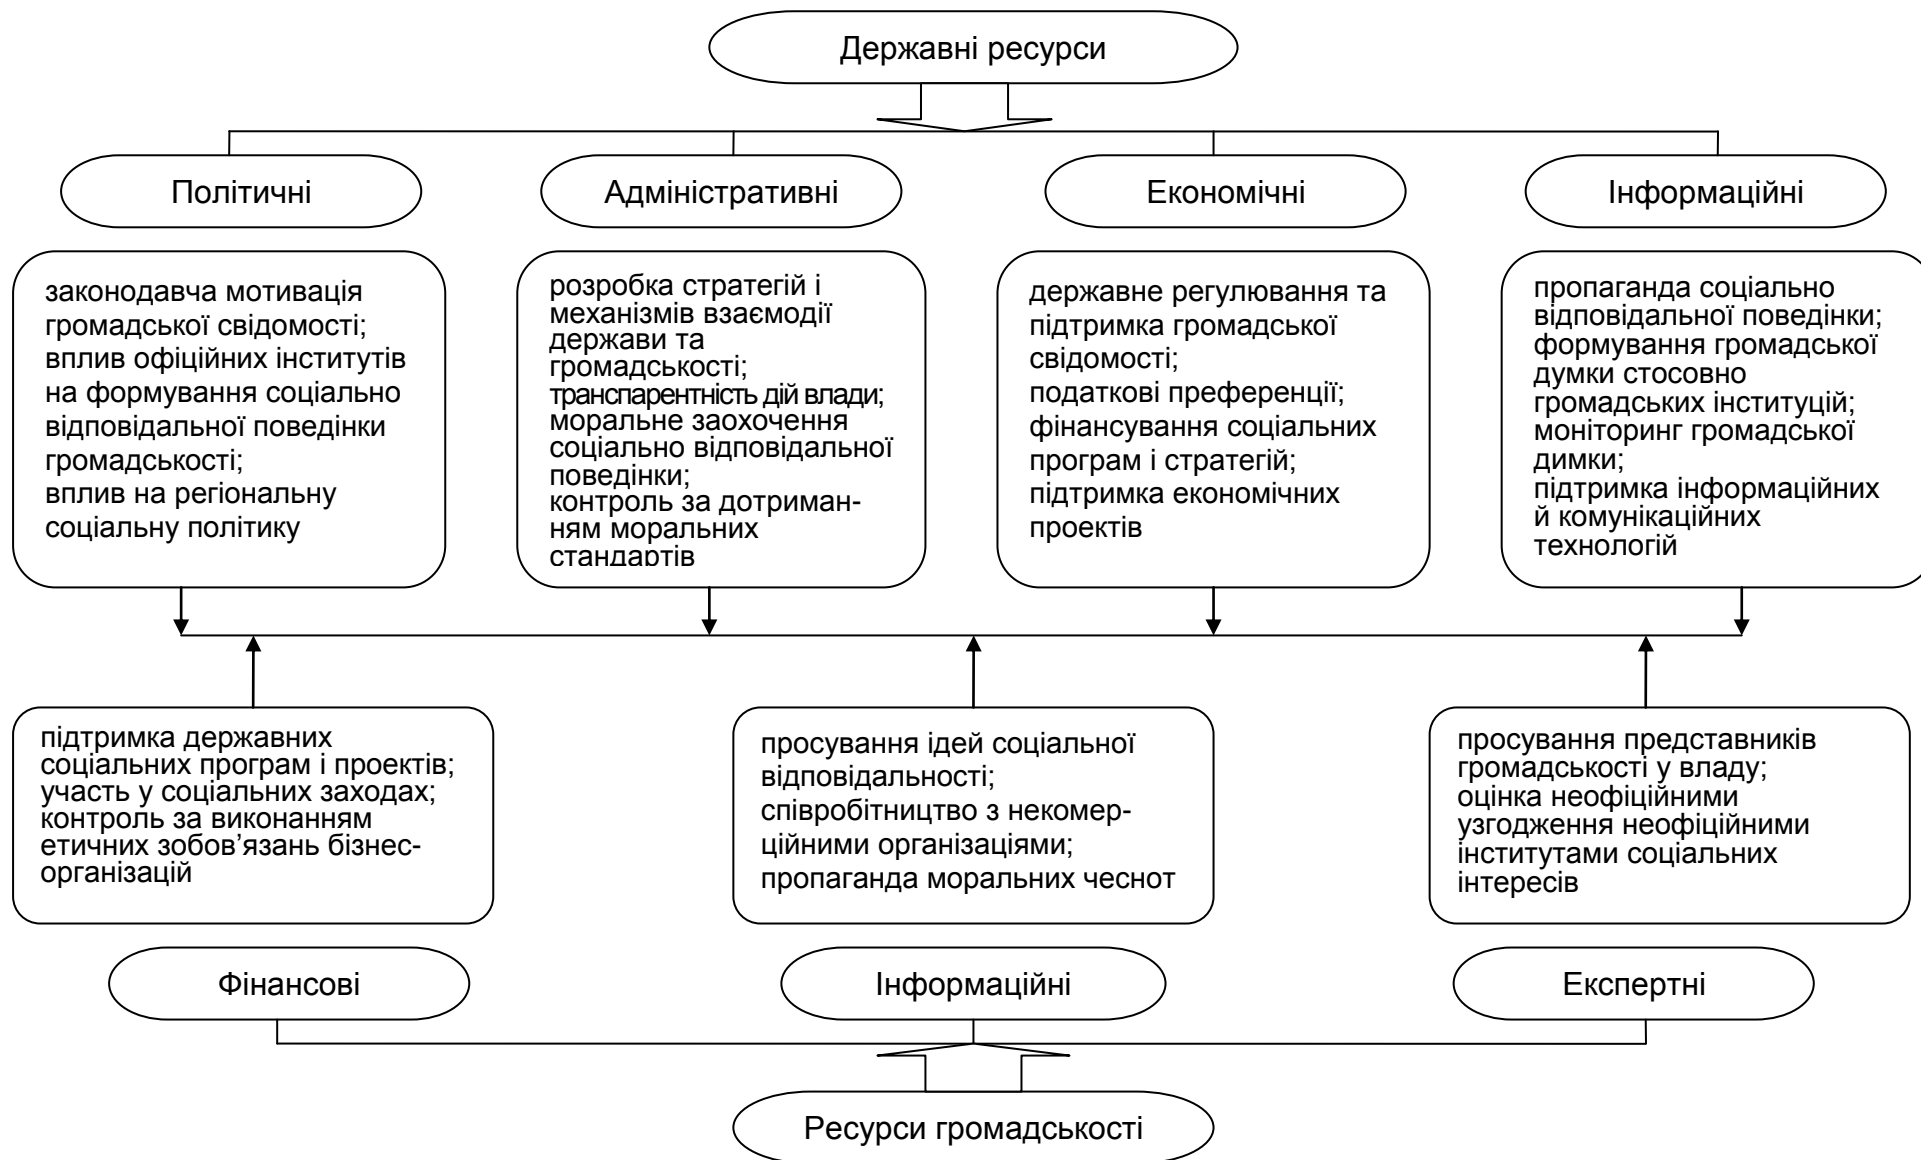 Державні ресурси
Політичні
Адміністративні
Економічні
Інформаційні
законодавча мотивація
громадської свідомості;
вплив офіційних інститутів
на формування соціально
відповідальної поведінки
громадськості;
вплив на регіональну
соціальну політику
розробка стратегій і
механізмів взаємодії
держави та
громадськості;
транспарентність дій влади;
моральне заохочення
соціально відповідальної
поведінки;
контроль за дотриман-
ням моральних
стандартів
державне регулювання та
підтримка громадської
свідомості;
податкові преференції;
фінансування соціальних
програм і стратегій;
підтримка економічних
проектів
пропаганда соціально
відповідальної поведінки;
формування громадської
думки стосовно
громадських інституцій;
моніторинг громадської
димки;
підтримка інформаційних
й комунікаційних
технологій
підтримка державних
соціальних програм і проектів;
участь у соціальних заходах;
контроль за виконанням
етичних зобов’язань бізнес-
організацій
просування ідей соціальної
відповідальності;
співробітництво з некомер-
ційними організаціями;
пропаганда моральних чеснот
просування представників
громадськості у владу;
оцінка неофіційними
узгодження неофіційними
інститутами соціальних
інтересів
Фінансові
Інформаційні
Експертні
Ресурси громадськості